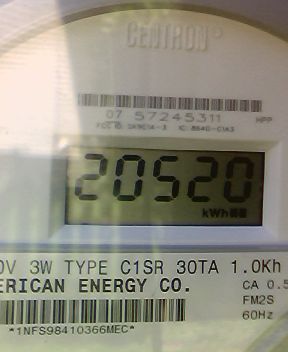 CENTRON®
07 57245311 HPP
20520
kWh
0V 3W TYPE C1SR 30TA 1.0Kh
ERICAN ENERGY CO. CA 0.5
FM2S
60Hz
*1NFS98410366MEC*